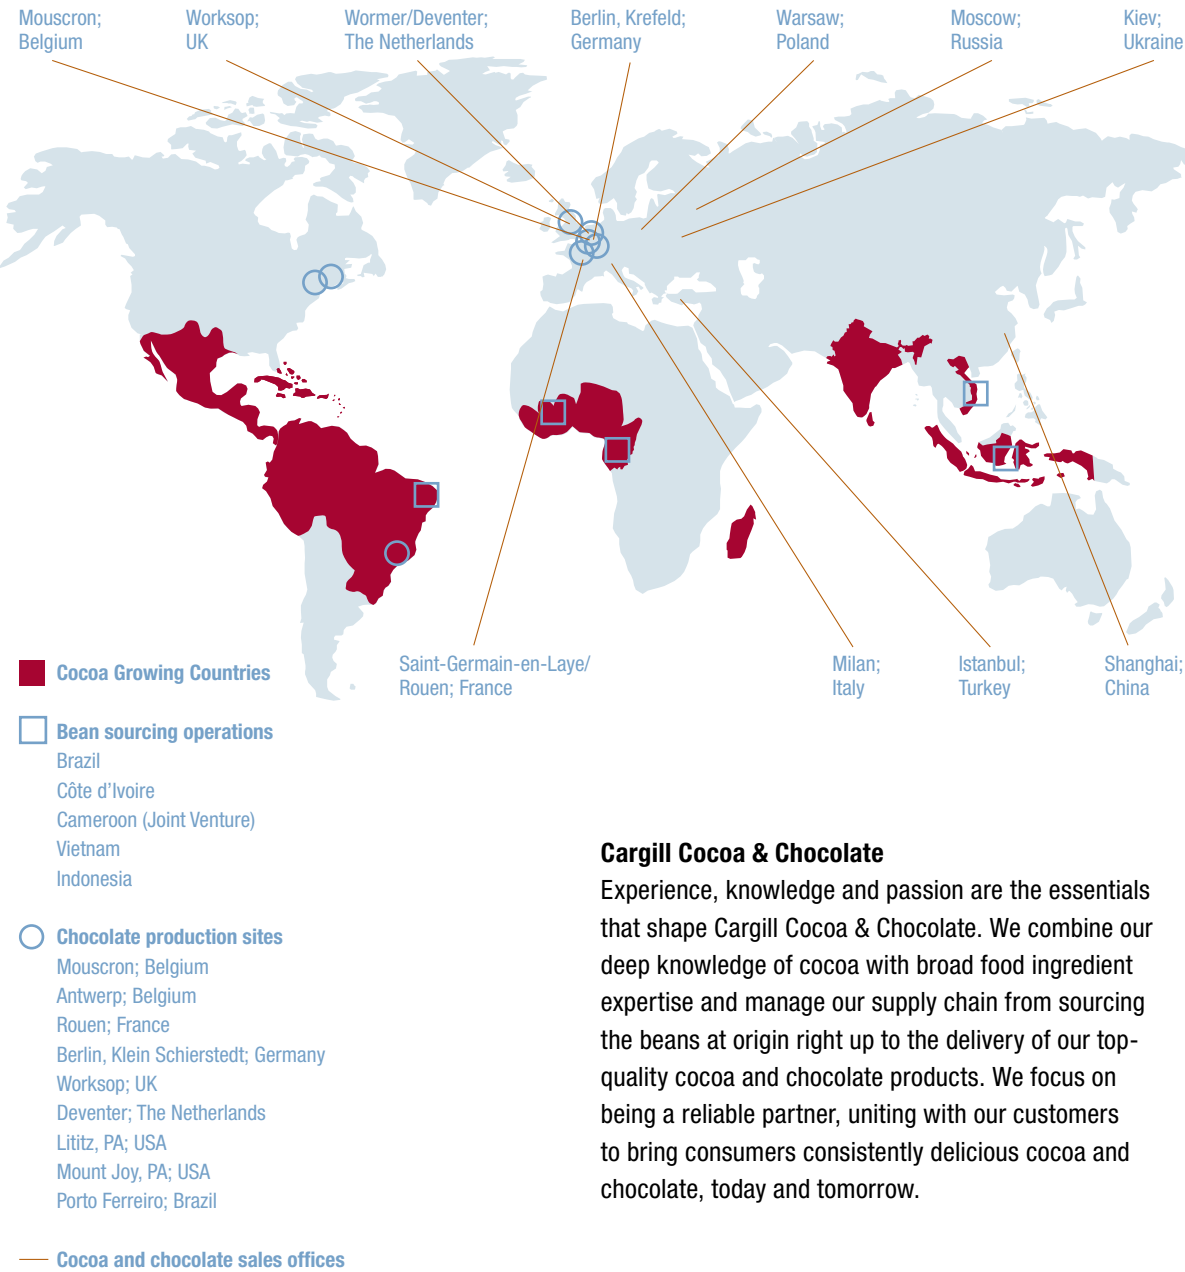 Mouscron;
Belgium
Worksop;
UK
Wormer/Deventer;
The Netherlands
Berlin, Krefeld;
Germany
Warsaw;
Poland
Moscow;
Russia
Kiev;
Ukraine
Saint-Germain-en-Laye/
Rouen; France
Milan;
Italy
Istanbul;
Turkey
Shanghai;
China
Cocoa Growing Countries
Bean sourcing operations
Brazil
Côte d’Ivoire
Cameroon (Joint Venture)
Vietnam
Indonesia
Chocolate production sites
Mouscron; Belgium
Antwerp; Belgium
Rouen; France
Berlin, Klein Schierstedt; Germany
Worksop; UK
Deventer; The Netherlands
Lititz, PA; USA
Mount Joy, PA; USA
Porto Ferreiro; Brazil
Cocoa and chocolate sales offices
Cargill Cocoa & Chocolate
Experience, knowledge and passion are the essentials
that shape Cargill Cocoa & Chocolate. We combine our
deep knowledge of cocoa with broad food ingredient
expertise and manage our supply chain from sourcing
the beans at origin right up to the delivery of our top-
quality cocoa and chocolate products. We focus on
being a reliable partner, uniting with our customers
to bring consumers consistently delicious cocoa and
chocolate, today and tomorrow.